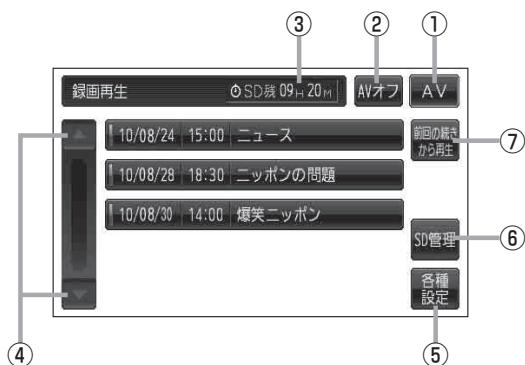 ③ ② ①
録画再生 SD残 09H 20M AVオフ AV
10/08/24 15:00 ニュース
前回の続き
から再生
⑦
10/08/28 18:30 ニッポンの問題
10/08/30 14:00 爆笑ニッポン
SD管理 ⑥
各種
設定
④ ⑤